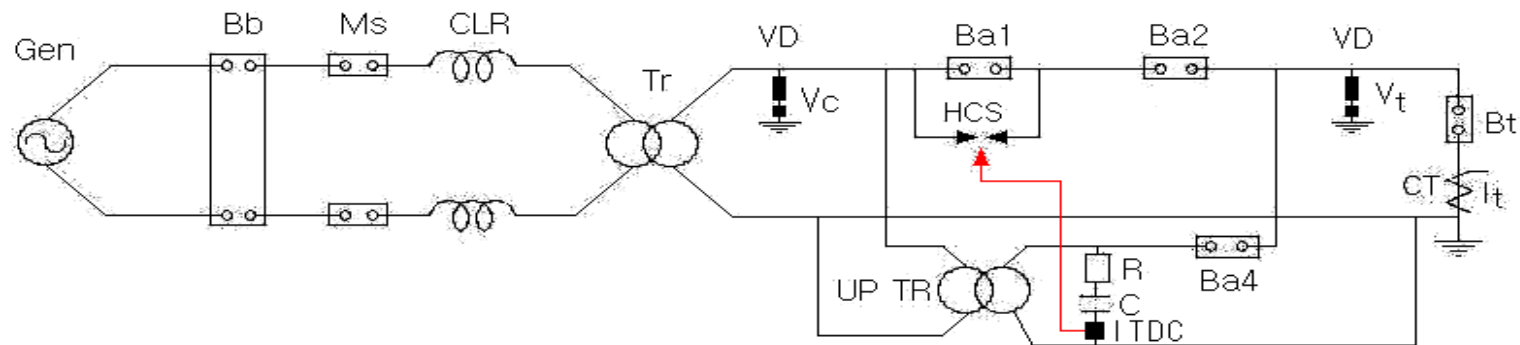 Gen
Bb
Ms
CLR
Tr
VD
Vc
Ba1
HCS
Ba2
VD
Vt
Bt
CT
It
UP TR
R
C
ITDC
Ba4